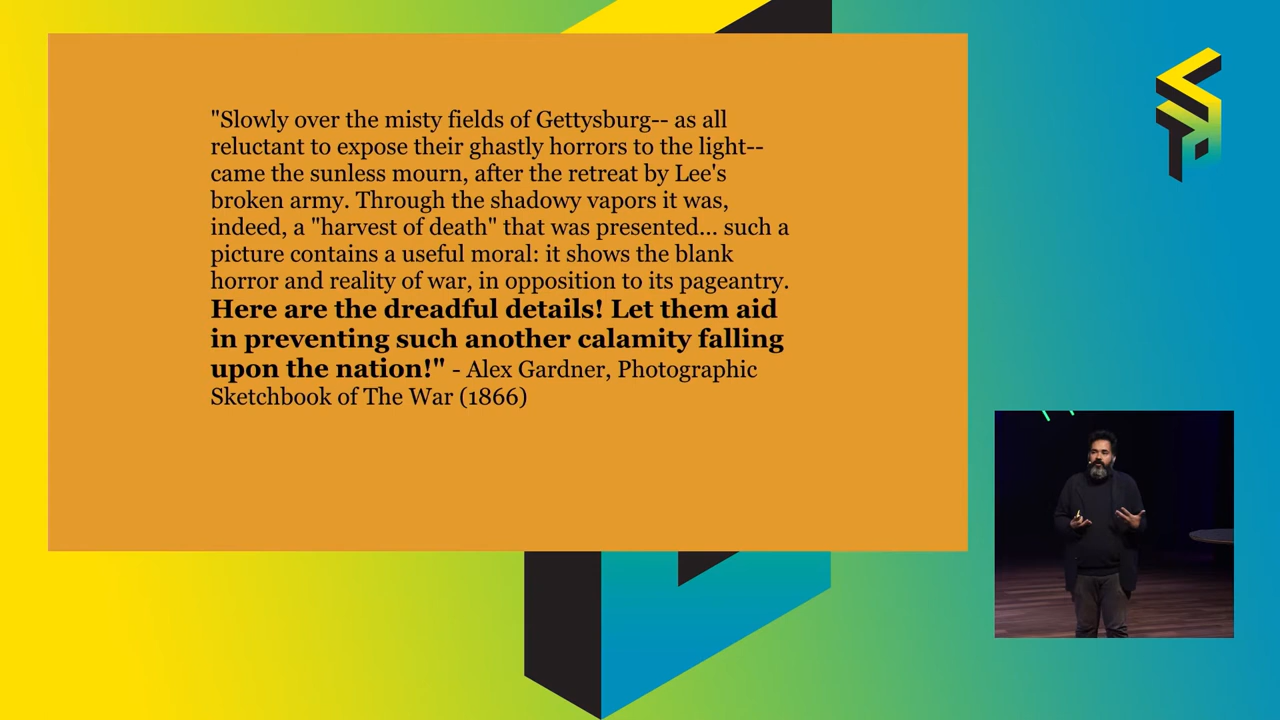 "Slowly over the misty fields of Gettysburg-- as all
reluctant to expose their ghastly horrors to the light--
came the sunless mourn, after the retreat by Lee's
broken army. Through the shadowy vapors it was,
indeed, a "harvest of death" that was presented... such a
picture contains a useful moral: it shows the blank
horror and reality of war, in opposition to its pageantry.
Here are the dreadful details! Let them aid
in preventing such another calamity falling
upon the nation!" - Alex Gardner, Photographic
Sketchbook of The War (1866)